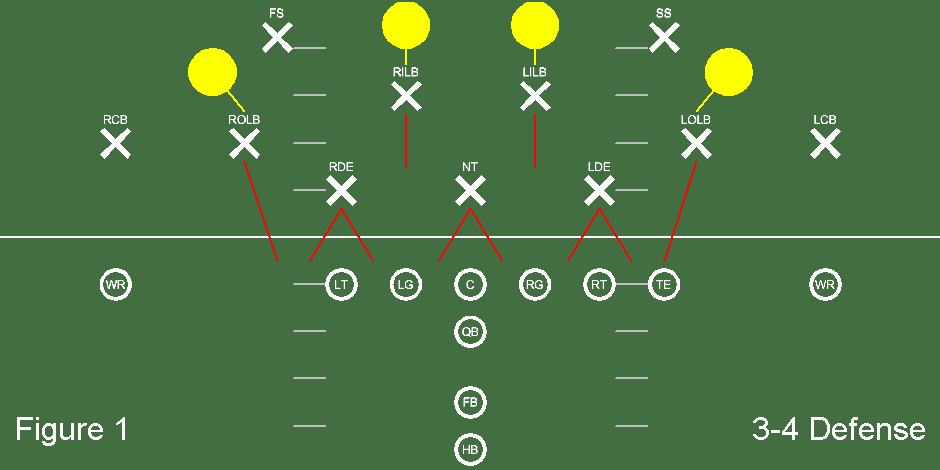 FS
SS
RILB
LILB
RCB
ROLB
LOLB
LCB
RDE
NT
LDE
WR
LT
LG
C
RG
RT
TE
WR
QB
FB
Figure 1
3-4 Defense
HB